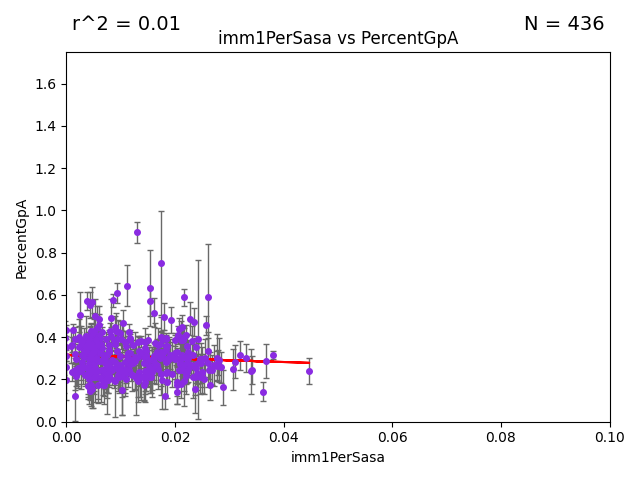 r^2 = 0.01
N = 436
imm1PerSasa vs PercentGpA
PercentGpA
1.6
1.4
1.2
1.0
0.8
0.6
0.4
0.2
0.0
0.00 0.02 0.04 0.06 0.08 0.10
imm1PerSasa